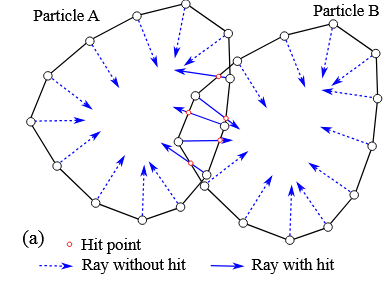 Particle A
Particle B
(a)
Hit point
Ray without hit
Ray with hit